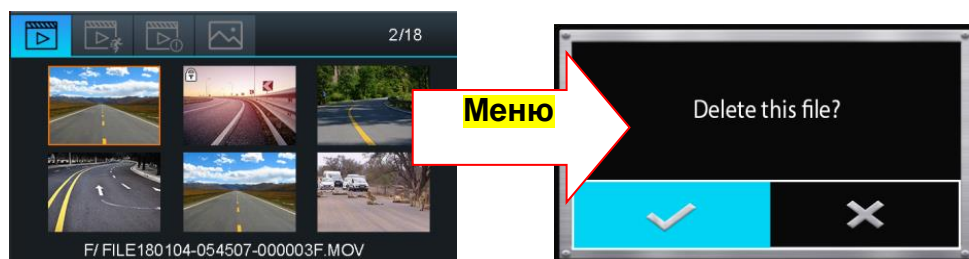 2/18
Меню
Delete this file?
F/ FILE180104-054507-000003F.MOV